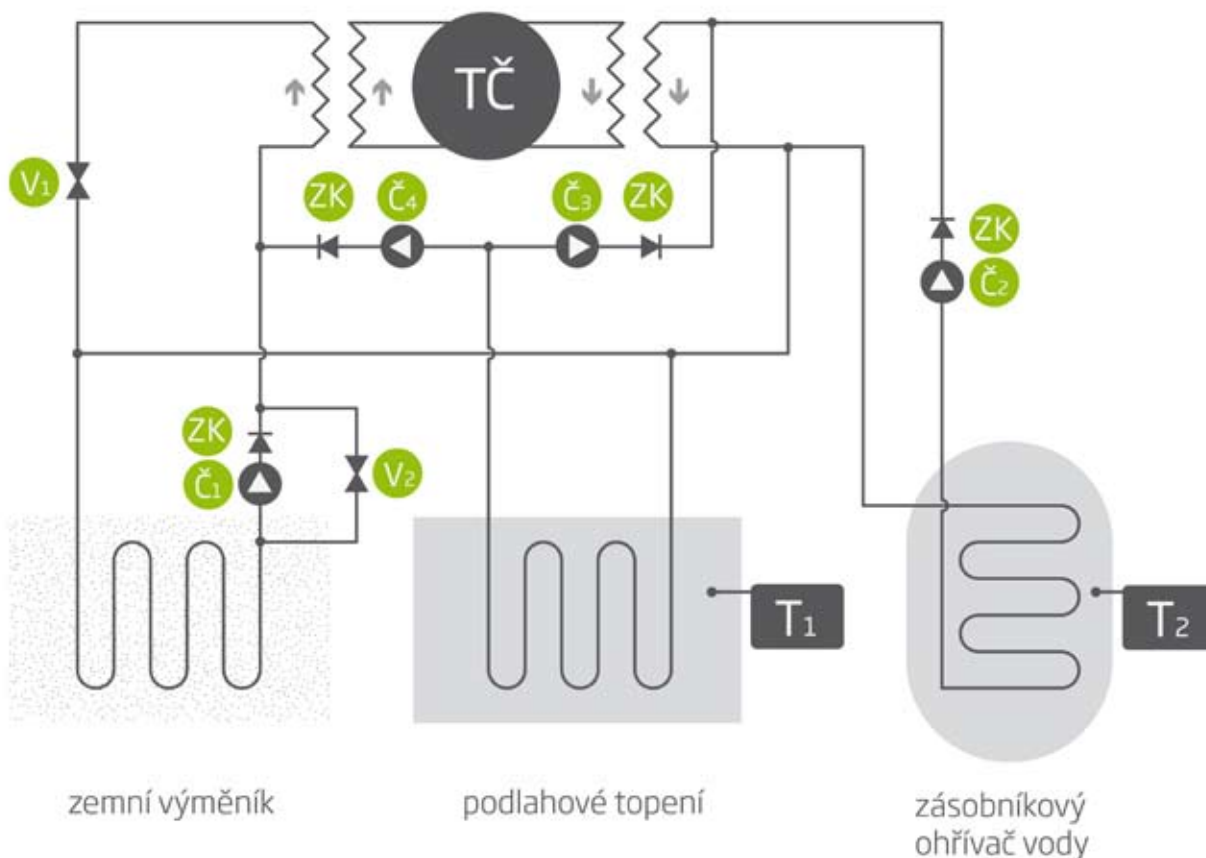 TČ
V1
ZK
Č4
Č3
ZK
ZK
Č2
ZK
Č1
V2
T1
T2
zemní výměník
podlahové topení
zásobníkový
ohřívač vody